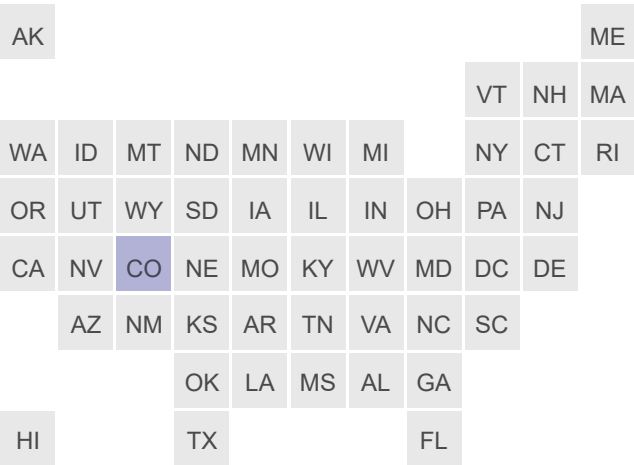 AK ME
VT NH MA
WA ID MT ND MN WI MI NY CT RI
OR UT WY SD IA IL IN OH PA NJ
CA NV CO NE MO KY WV MD DC DE
AZ NM KS AR TN VA NC SC
OK LA MS AL GA
HI TX FL